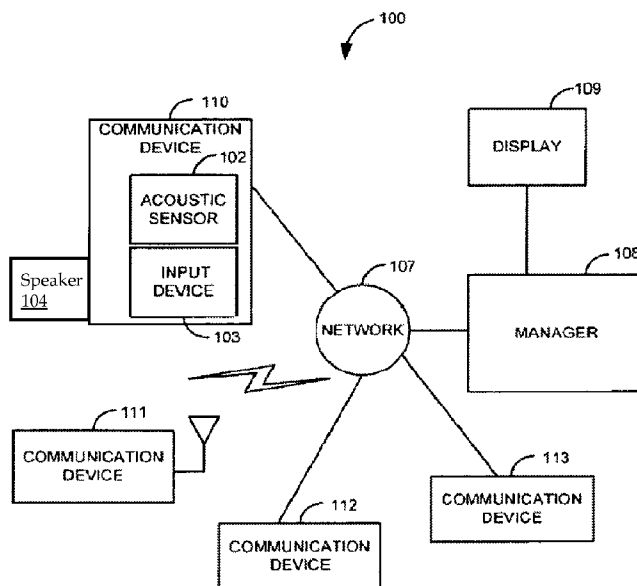 100
110
COMMUNICATION
DEVICE
102
ACOUSTIC
SENSOR
INPUT
DEVICE
103
Speaker
104
109
DISPLAY
107
NETWORK
108
MANAGER
111
COMMUNICATION
DEVICE
112
COMMUNICATION
DEVICE
113
COMMUNICATION
DEVICE